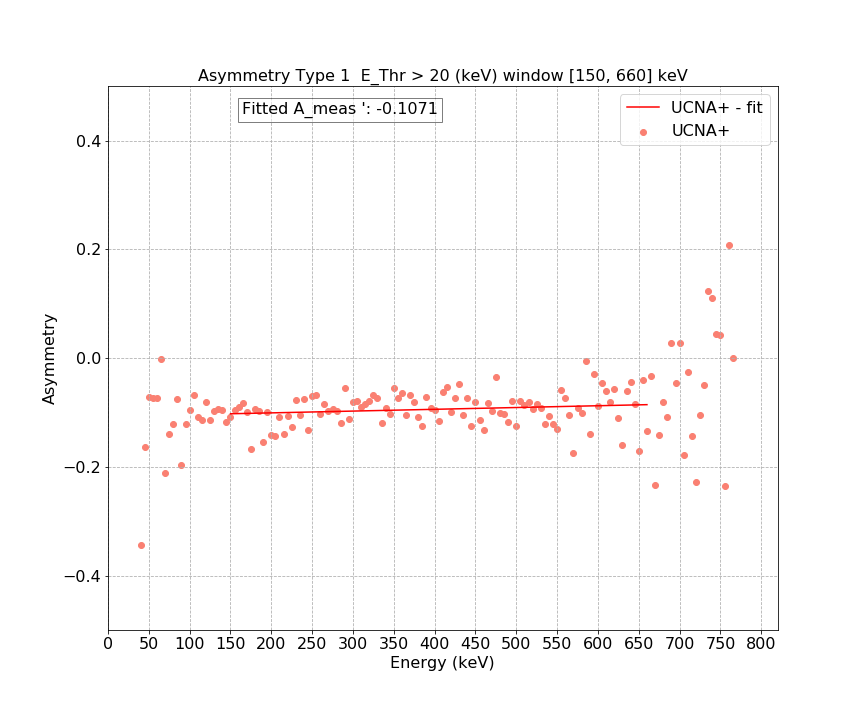 Asymmetry Type 1  E_Thr > 20 (keV) window [150, 660] keV
Fitted A_meas ': -0.1071
UCNA+ - fit
UCNA+
Asymmetry
0.4
0.2
0.0
−0.2
−0.4
0 50 100 150 200 250 300 350 400 450 500 550 600 650 700 750 800
Energy (keV)